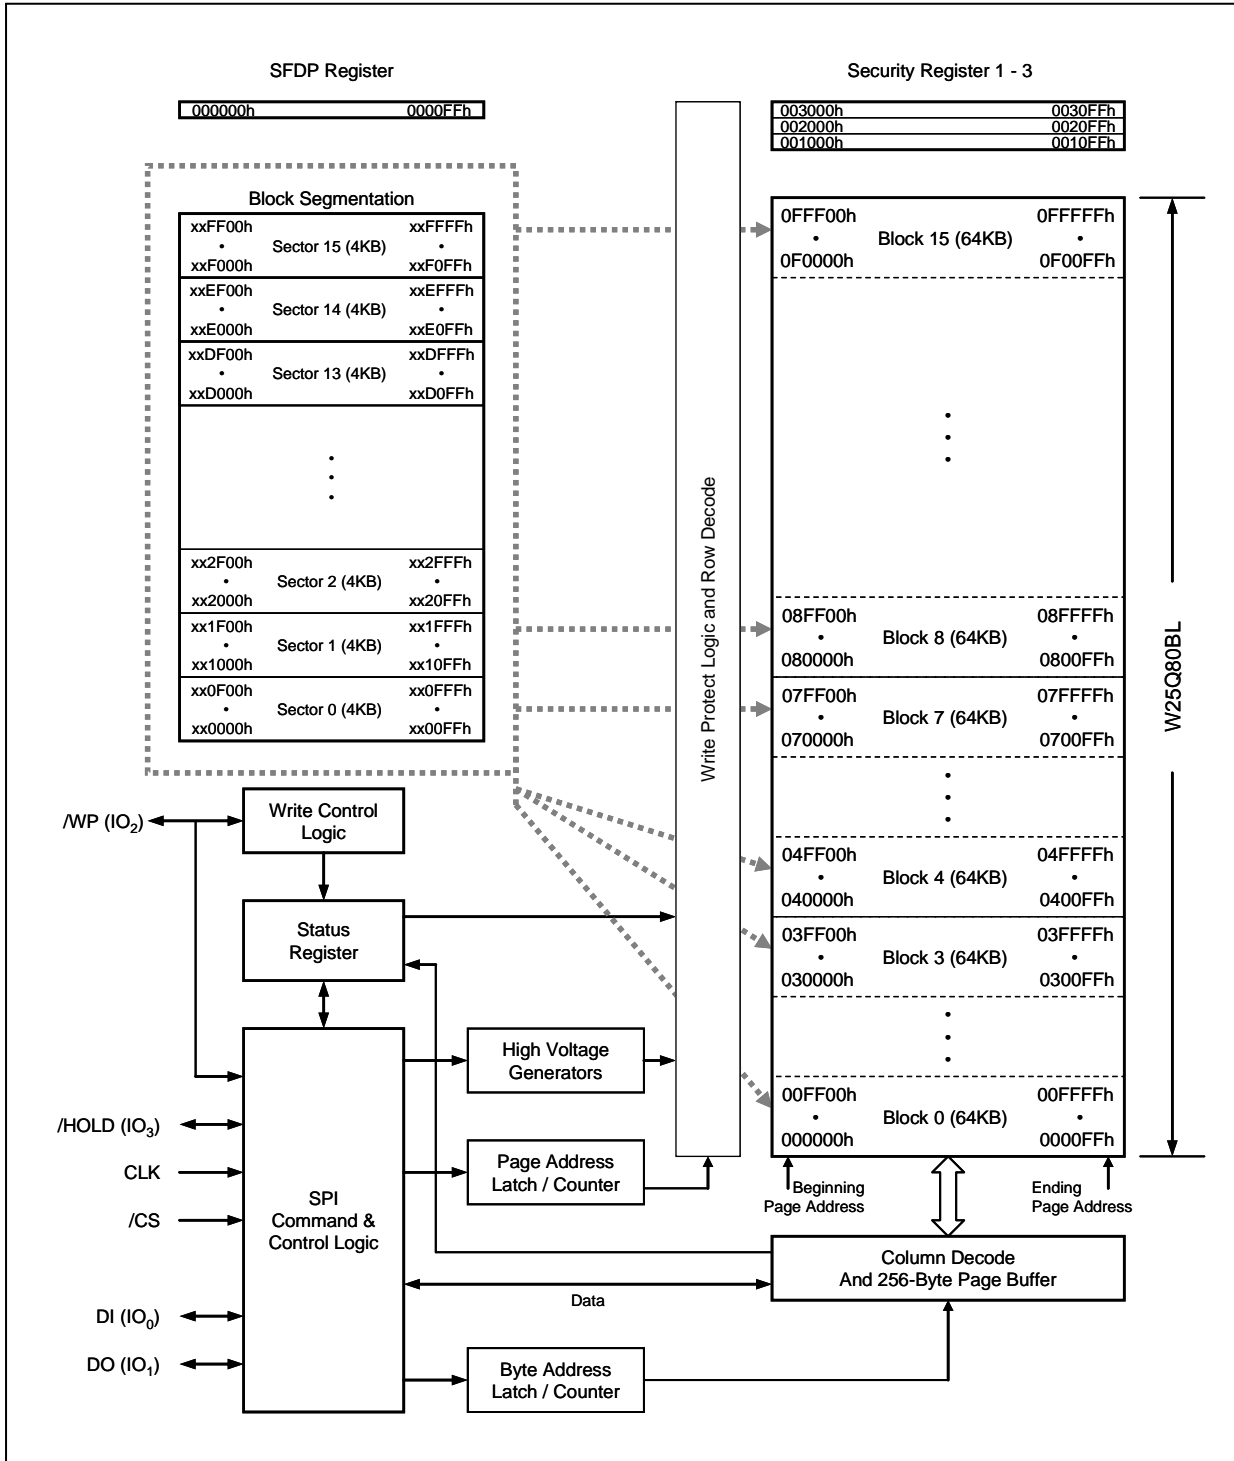 SFDP Register
000000h 0000FFh
Security Register 1 - 3
003000h 0030FFh
002000h 0020FFh
001000h 0010FFh
Block Segmentation
xxFF00h xxFFFFh
• Sector 15 (4KB) •
xxF000h xxF0FFh
xxEF00h xxEFFFh
• Sector 14 (4KB) •
xxE000h xxE0FFh
xxDF00h xxDFFFh
• Sector 13 (4KB) •
xxD000h xxD0FFh
xx2F00h xx2FFFh
• Sector 2 (4KB) •
xx2000h xx20FFh
xx1F00h xx1FFFh
• Sector 1 (4KB) •
xx1000h xx10FFh
xx0F00h xx0FFFh
• Sector 0 (4KB) •
xx0000h xx00FFh
Write Protect Logic and Row Decode
0FFF00h 0FFFFFh
• Block 15 (64KB) •
0F0000h 0F00FFh
08FF00h 08FFFFh
• Block 8 (64KB) •
080000h 0800FFh
07FF00h 07FFFFh
• Block 7 (64KB) •
070000h 0700FFh
04FF00h 04FFFFh
• Block 4 (64KB) •
040000h 0400FFh
03FF00h 03FFFFh
• Block 3 (64KB) •
030000h 0300FFh
00FF00h 00FFFFh
• Block 0 (64KB) •
000000h 0000FFh
W25Q80BL
Beginning
Page Address
Ending
Page Address
/WP (IO2)
Write Control
Logic
Status
Register
High Voltage
Generators
/HOLD (IO3)
CLK
/CS
DI (IO0)
DO (IO1)
SPI
Command &
Control Logic
Page Address
Latch / Counter
Column Decode
And 256-Byte Page Buffer
Data
Byte Address
Latch / Counter